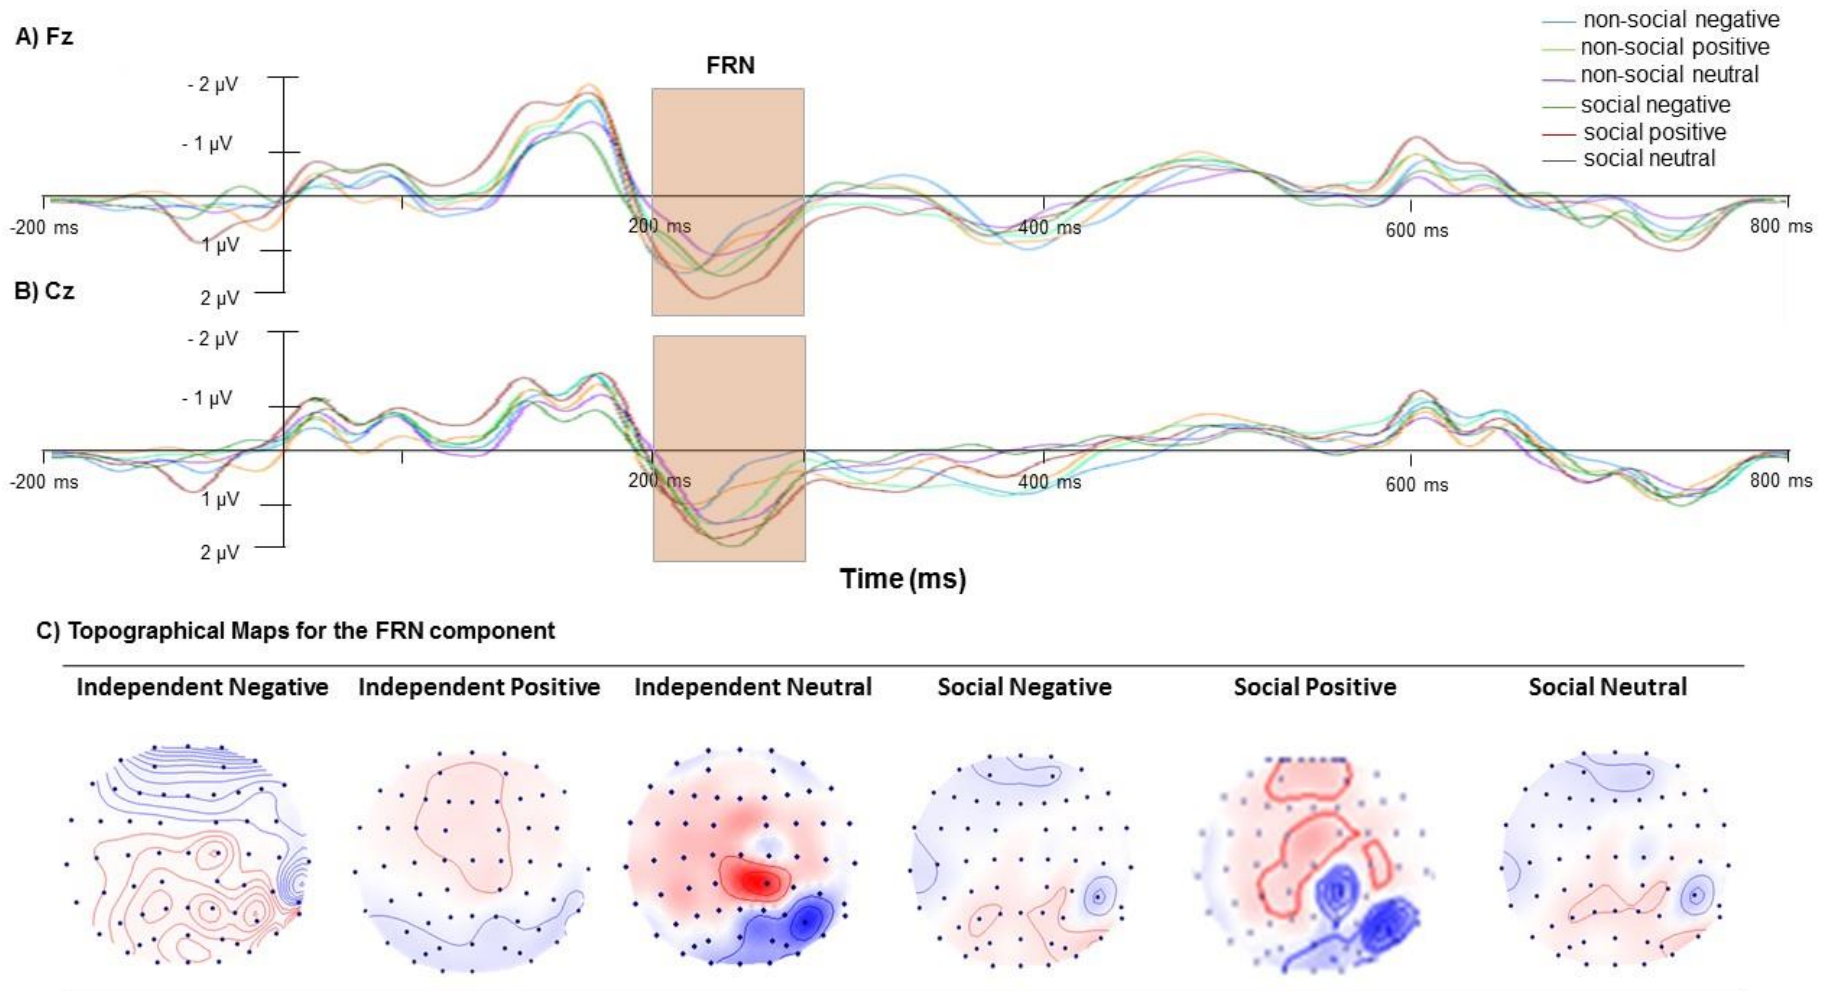 A) Fz
FRN
non-social negative
non-social positive
non-social neutral
social negative
social positive
social neutral
- 2 µV
- 1 µV
-200 ms
200 ms
400 ms
600 ms
800 ms
1 µV
2 µV
B) Cz
- 2 µV
- 1 µV
-200 ms
200 ms
400 ms
600 ms
800 ms
1 µV
2 µV
Time (ms)
C) Topographical Maps for the FRN component
Independent Negative Independent Positive Independent Neutral Social Negative Social Positive Social Neutral